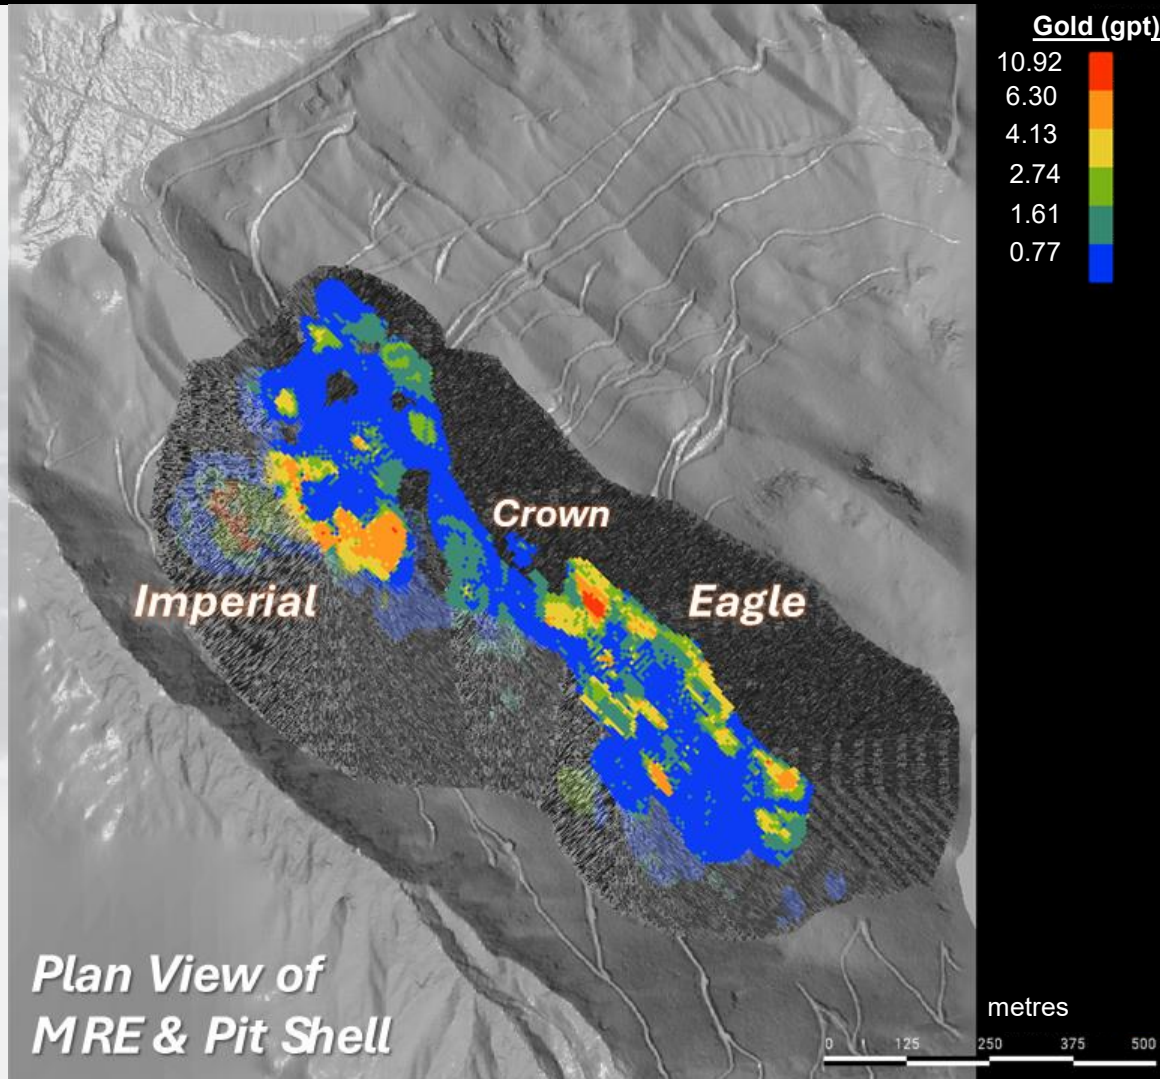 Gold (gpt)
10.92
6.30
4.13
2.74
1.61
0.77
Crown
Imperial
Eagle
Plan View of
MRE & Pit Shell
metres
0 125 250 375 500